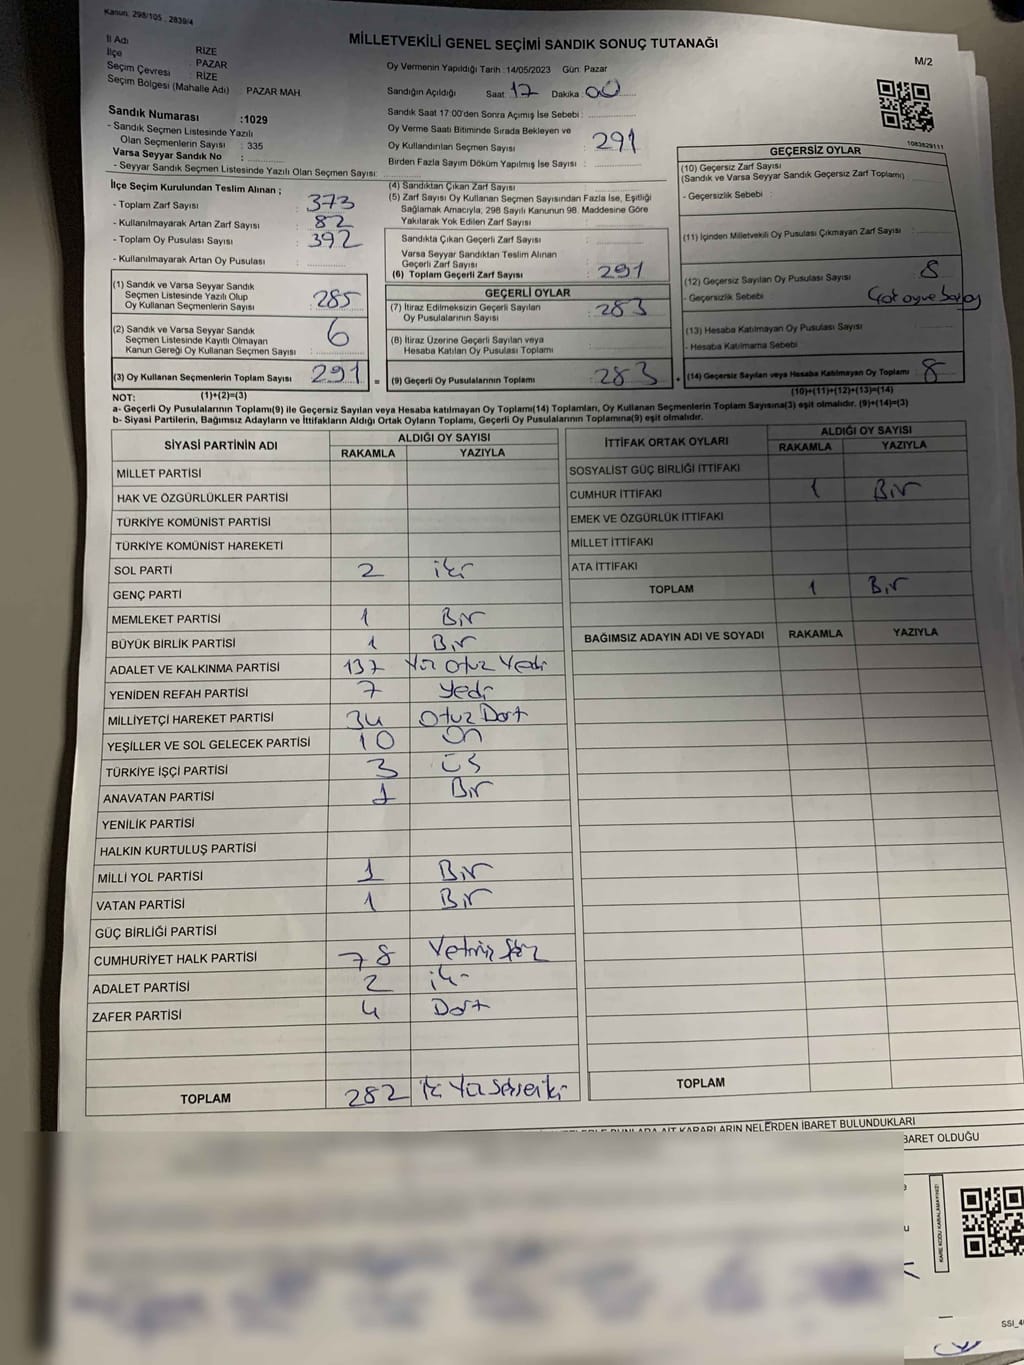 Kanun: 298/105, 2839/4
MİLLETVEKİLİ GENEL SEÇİMİ SANDIK SONUÇ TUTANAĞI
M/2
İl Adı : RİZE
İlçe : PAZAR
Seçim Çevresi : RİZE
Seçim Bölgesi (Mahalle Adı) : PAZAR MAH.
Sandık Numarası :1029
- Sandık Seçmen Listesinde Yazılı
Olan Seçmenlerin Sayısı : 335
Varsa Seyyar Sandık No :
- Seyyar Sandık Seçmen Listesinde Yazılı Olan Seçmen Sayısı:
Oy Vermenin Yapıldığı Tarih :14/05/2023 Gün: Pazar
Sandığın Açıldığı Saat 17 Dakika: 00
Sandık Saat 17:00'den Sonra Açımış İse Sebebi :
Oy Verme Saati Bitiminde Sırada Bekleyen ve
Oy Kullandırılan Seçmen Sayısı : 291
Birden Fazla Sayım Döküm Yapılmış İse Sayısı :
1083629111
İlçe Seçim Kurulundan Teslim Alınan ;
- Toplam Zarf Sayısı : 373
- Kullanılmayarak Artan Zarf Sayısı : 82
- Toplam Oy Pusulası Sayısı : 392
- Kullanılmayarak Artan Oy Pusulası :
(1) Sandık ve Varsa Seyyar Sandık
Seçmen Listesinde Yazılı Olup
Oy Kullanan Seçmenlerin Sayısı : 285
(2) Sandık ve Varsa Seyyar Sandık
Seçmen Listesinde Kayıtlı Olmayan
Kanun Gereği Oy Kullanan Seçmen Sayısı : 6
(3) Oy Kullanan Seçmenlerin Toplam Sayısı : 291
(1)+(2)=(3)
(4) Sandıktan Çıkan Zarf Sayısı
(5) Zarf Sayısı Oy Kullanan Seçmen Sayısından Fazla İse, Eşitliği
Sağlamak Amacıyla, 298 Sayılı Kanunun 98. Maddesine Göre
Yakılarak Yok Edilen Zarf Sayısı :
Sandıkta Çıkan Geçerli Zarf Sayısı :
Varsa Seyyar Sandıktan Teslim Alınan
Geçerli Zarf Sayısı :
(6) Toplam Geçerli Zarf Sayısı : 291
GEÇERLİ OYLAR
(7) İtiraz Edilmeksizin Geçerli Sayılan
Oy Pusulalarının Sayısı : 283
(8) İtiraz Üzerine Geçerli Sayılan veya
Hesaba Katılan Oy Pusulası Toplamı :
= (9) Geçerli Oy Pusulalarının Toplamı : 283 +
GEÇERSİZ OYLAR
(10) Geçersiz Zarf Sayısı
(Sandık ve Varsa Seyyar Sandık Geçersiz Zarf Toplamı) :
- Geçersizlik Sebebi :
(11) İçinden Milletvekili Oy Pusulası Çıkmayan Zarf Sayısı :
(12) Geçersiz Sayılan Oy Pusulası Sayısı : 8
- Geçersizlik Sebebi :
(13) Hesaba Katılmayan Oy Pusulası Sayısı :
- Hesaba Katılmama Sebebi :
(14) Geçersiz Sayılan veya Hesaba Katılmayan Oy Toplamı : 8
(10)+(11)+(12)+(13)=(14)
NOT:
a- Geçerli Oy Pusulalarının Toplamı(9) ile Geçersiz Sayılan veya Hesaba katılmayan Oy Toplamı(14) Toplamları, Oy Kullanan Seçmenlerin Toplam Sayısına(3) eşit olmalıdır. (9)+(14)=(3)
b- Siyasi Partilerin, Bağımsız Adayların ve İttifakların Aldığı Ortak Oyların Toplamı, Geçerli Oy Pusulalarının Toplamına(9) eşit olmalıdır.
SİYASİ PARTİNİN ADI ALDIĞI OY SAYISI
RAKAMLA YAZIYLA
MİLLET PARTİSİ
HAK VE ÖZGÜRLÜKLER PARTİSİ
TÜRKİYE KOMÜNİST PARTİSİ
TÜRKİYE KOMÜNİST HAREKETİ
SOL PARTİ 2 iki
GENÇ PARTİ
MEMLEKET PARTİSİ 1 Bir
BÜYÜK BİRLİK PARTİSİ 1 Bir
ADALET VE KALKINMA PARTİSİ 137 Yüz Otuz Yedi
YENİDEN REFAH PARTİSİ 7 Yedi
MİLLİYETÇİ HAREKET PARTİSİ 34 Otuz Dört
YEŞİLLER VE SOL GELECEK PARTİSİ 10 On
TÜRKİYE İŞÇİ PARTİSİ 3 Üç
ANAVATAN PARTİSİ 1 Bir
YENİLİK PARTİSİ
HALKIN KURTULUŞ PARTİSİ
MİLLİ YOL PARTİSİ 1 Bir
VATAN PARTİSİ 1 Bir
GÜÇ BİRLİĞİ PARTİSİ
CUMHURİYET HALK PARTİSİ 78 Yetmiş Sekiz
ADALET PARTİSİ 2 iki
ZAFER PARTİSİ 4 Dört
TOPLAM 282 iki Yüz Seksen iki
İTTİFAK ORTAK OYLARI ALDIĞI OY SAYISI
RAKAMLA YAZIYLA
SOSYALİST GÜÇ BİRLİĞİ İTTİFAKI
CUMHUR İTTİFAKI 1 Bir
EMEK VE ÖZGÜRLÜK İTTİFAKI
MİLLET İTTİFAKI
ATA İTTİFAKI
TOPLAM 1 Bir
BAĞIMSIZ ADAYIN ADI VE SOYADI RAKAMLA YAZIYLA
TOPLAM
AİT KARARLARIN NELERDEN İBARET BULUNDUKLARI
BARET OLDUĞU
KARE KODU KARALAMAYINIZ!